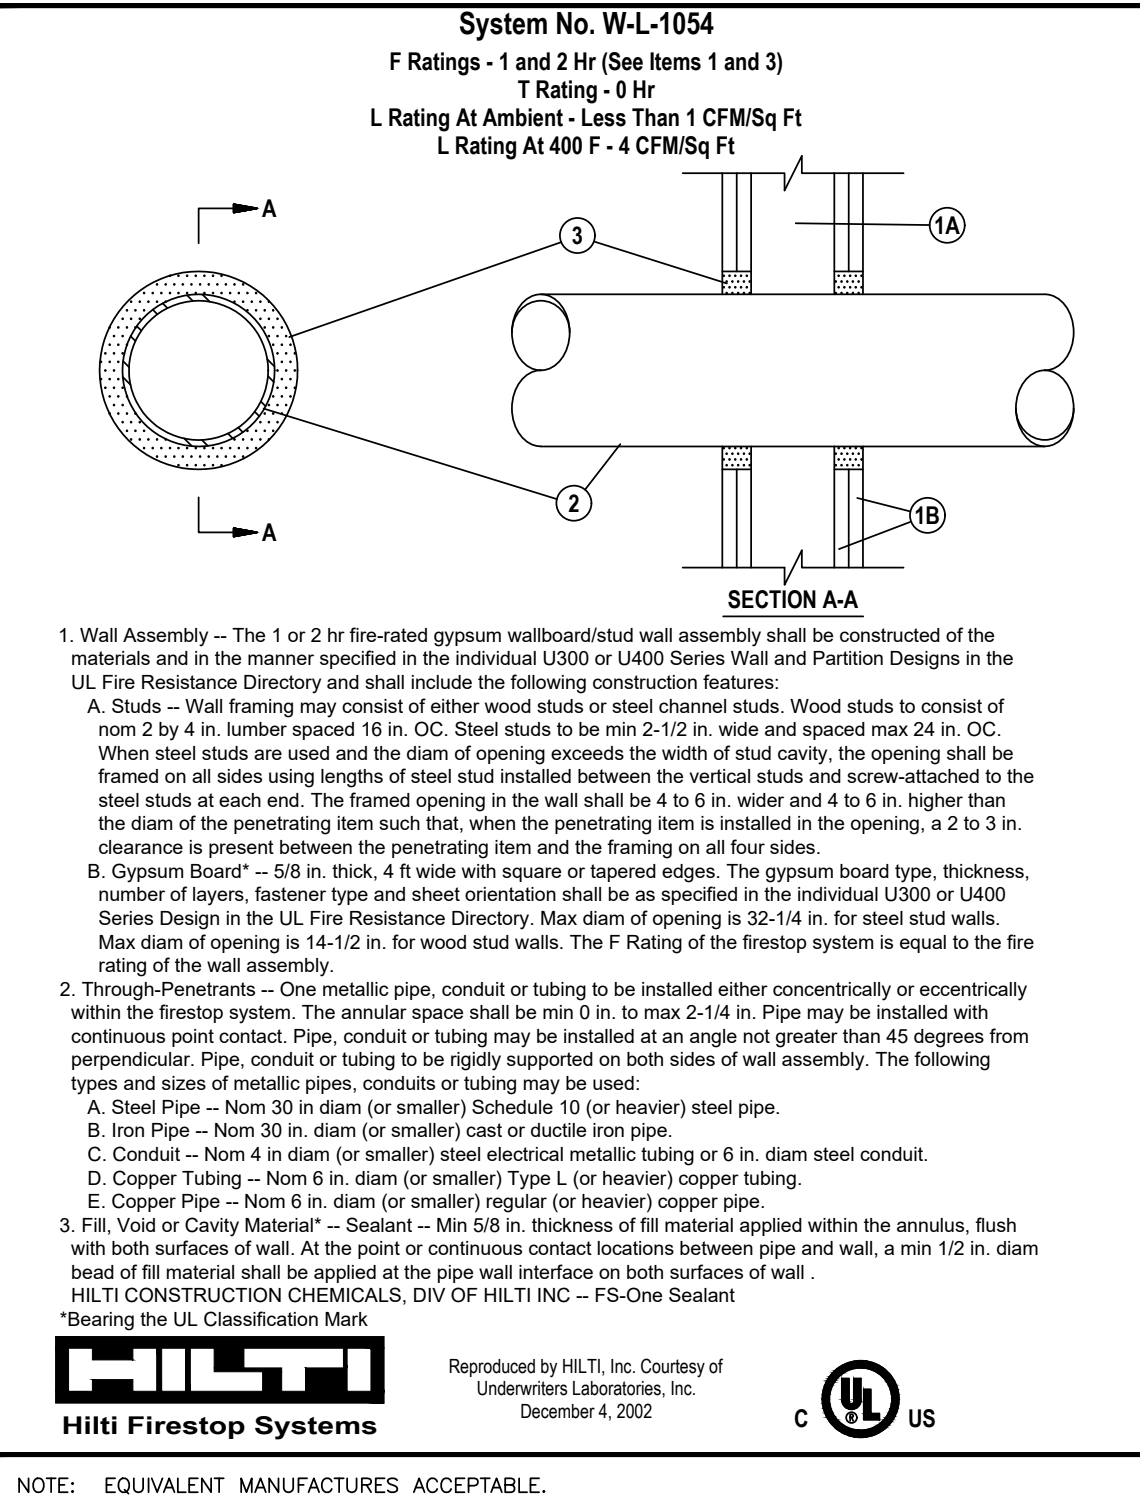 System No. W-L-1054
F Ratings - 1 and 2 Hr (See Items 1 and 3)
T Rating - 0 Hr
L Rating At Ambient - Less Than 1 CFM/Sq Ft
L Rating At 400 F - 4 CFM/Sq Ft
A
3
1A
2
1B
A
SECTION A-A
1. Wall Assembly -- The 1 or 2 hr fire-rated gypsum wallboard/stud wall assembly shall be constructed of the
materials and in the manner specified in the individual U300 or U400 Series Wall and Partition Designs in the
UL Fire Resistance Directory and shall include the following construction features:
A. Studs -- Wall framing may consist of either wood studs or steel channel studs. Wood studs to consist of
nom 2 by 4 in. lumber spaced 16 in. OC. Steel studs to be min 2-1/2 in. wide and spaced max 24 in. OC.
When steel studs are used and the diam of opening exceeds the width of stud cavity, the opening shall be
framed on all sides using lengths of steel stud installed between the vertical studs and screw-attached to the
steel studs at each end. The framed opening in the wall shall be 4 to 6 in. wider and 4 to 6 in. higher than
the diam of the penetrating item such that, when the penetrating item is installed in the opening, a 2 to 3 in.
clearance is present between the penetrating item and the framing on all four sides.
B. Gypsum Board* -- 5/8 in. thick, 4 ft wide with square or tapered edges. The gypsum board type, thickness,
number of layers, fastener type and sheet orientation shall be as specified in the individual U300 or U400
Series Design in the UL Fire Resistance Directory. Max diam of opening is 32-1/4 in. for steel stud walls.
Max diam of opening is 14-1/2 in. for wood stud walls. The F Rating of the firestop system is equal to the fire
rating of the wall assembly.
2. Through-Penetrants -- One metallic pipe, conduit or tubing to be installed either concentrically or eccentrically
within the firestop system. The annular space shall be min 0 in. to max 2-1/4 in. Pipe may be installed with
continuous point contact. Pipe, conduit or tubing may be installed at an angle not greater than 45 degrees from
perpendicular. Pipe, conduit or tubing to be rigidly supported on both sides of wall assembly. The following
types and sizes of metallic pipes, conduits or tubing may be used:
A. Steel Pipe -- Nom 30 in diam (or smaller) Schedule 10 (or heavier) steel pipe.
B. Iron Pipe -- Nom 30 in. diam (or smaller) cast or ductile iron pipe.
C. Conduit -- Nom 4 in diam (or smaller) steel electrical metallic tubing or 6 in. diam steel conduit.
D. Copper Tubing -- Nom 6 in. diam (or smaller) Type L (or heavier) copper tubing.
E. Copper Pipe -- Nom 6 in. diam (or smaller) regular (or heavier) copper pipe.
3. Fill, Void or Cavity Material* -- Sealant -- Min 5/8 in. thickness of fill material applied within the annulus, flush
with both surfaces of wall. At the point or continuous contact locations between pipe and wall, a min 1/2 in. diam
bead of fill material shall be applied at the pipe wall interface on both surfaces of wall .
HILTI CONSTRUCTION CHEMICALS, DIV OF HILTI INC -- FS-One Sealant
*Bearing the UL Classification Mark
HILTI
Hilti Firestop Systems
Reproduced by HILTI, Inc. Courtesy of
Underwriters Laboratories, Inc.
December 4, 2002
C UL ® US
NOTE: EQUIVALENT MANUFACTURES ACCEPTABLE.